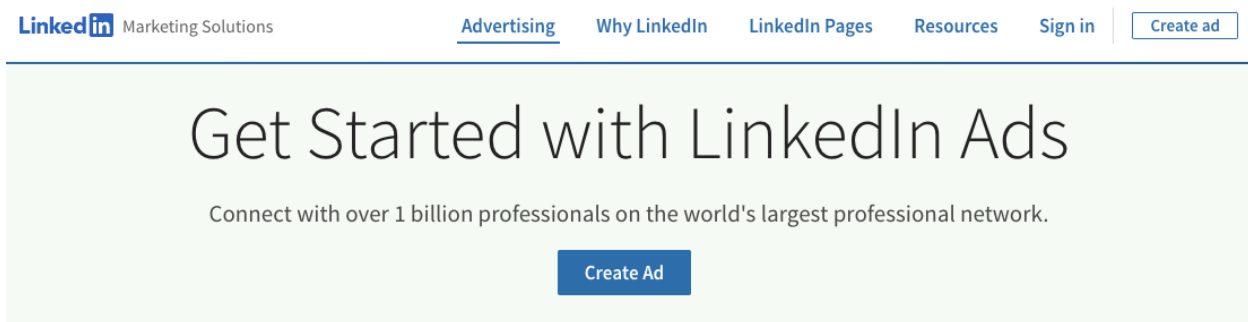 LinkedIn Marketing Solutions Advertising Why LinkedIn LinkedIn Pages Resources Sign in Create ad
Get Started with LinkedIn Ads
Connect with over 1 billion professionals on the world's largest professional network.
Create Ad